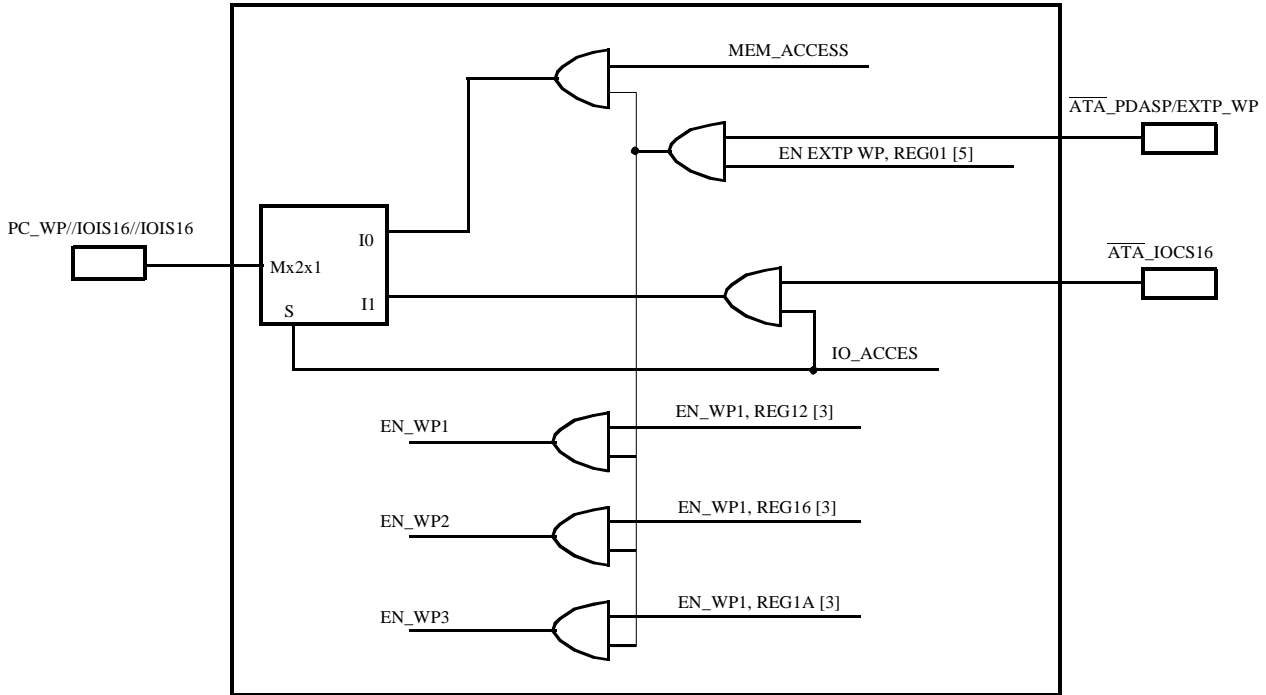 MEM_ACCESS
ATA_PDASP/EXTP_WP
EN EXTP WP, REG01 [5]
PC_WP//IOIS16//IOIS16
I0
ATA_IOCS16
Mx2x1
I1
S
IO_ACCES
EN_WP1, REG12 [3]
EN_WP1
EN_WP1, REG16 [3]
EN_WP2
EN_WP1, REG1A [3]
EN_WP3